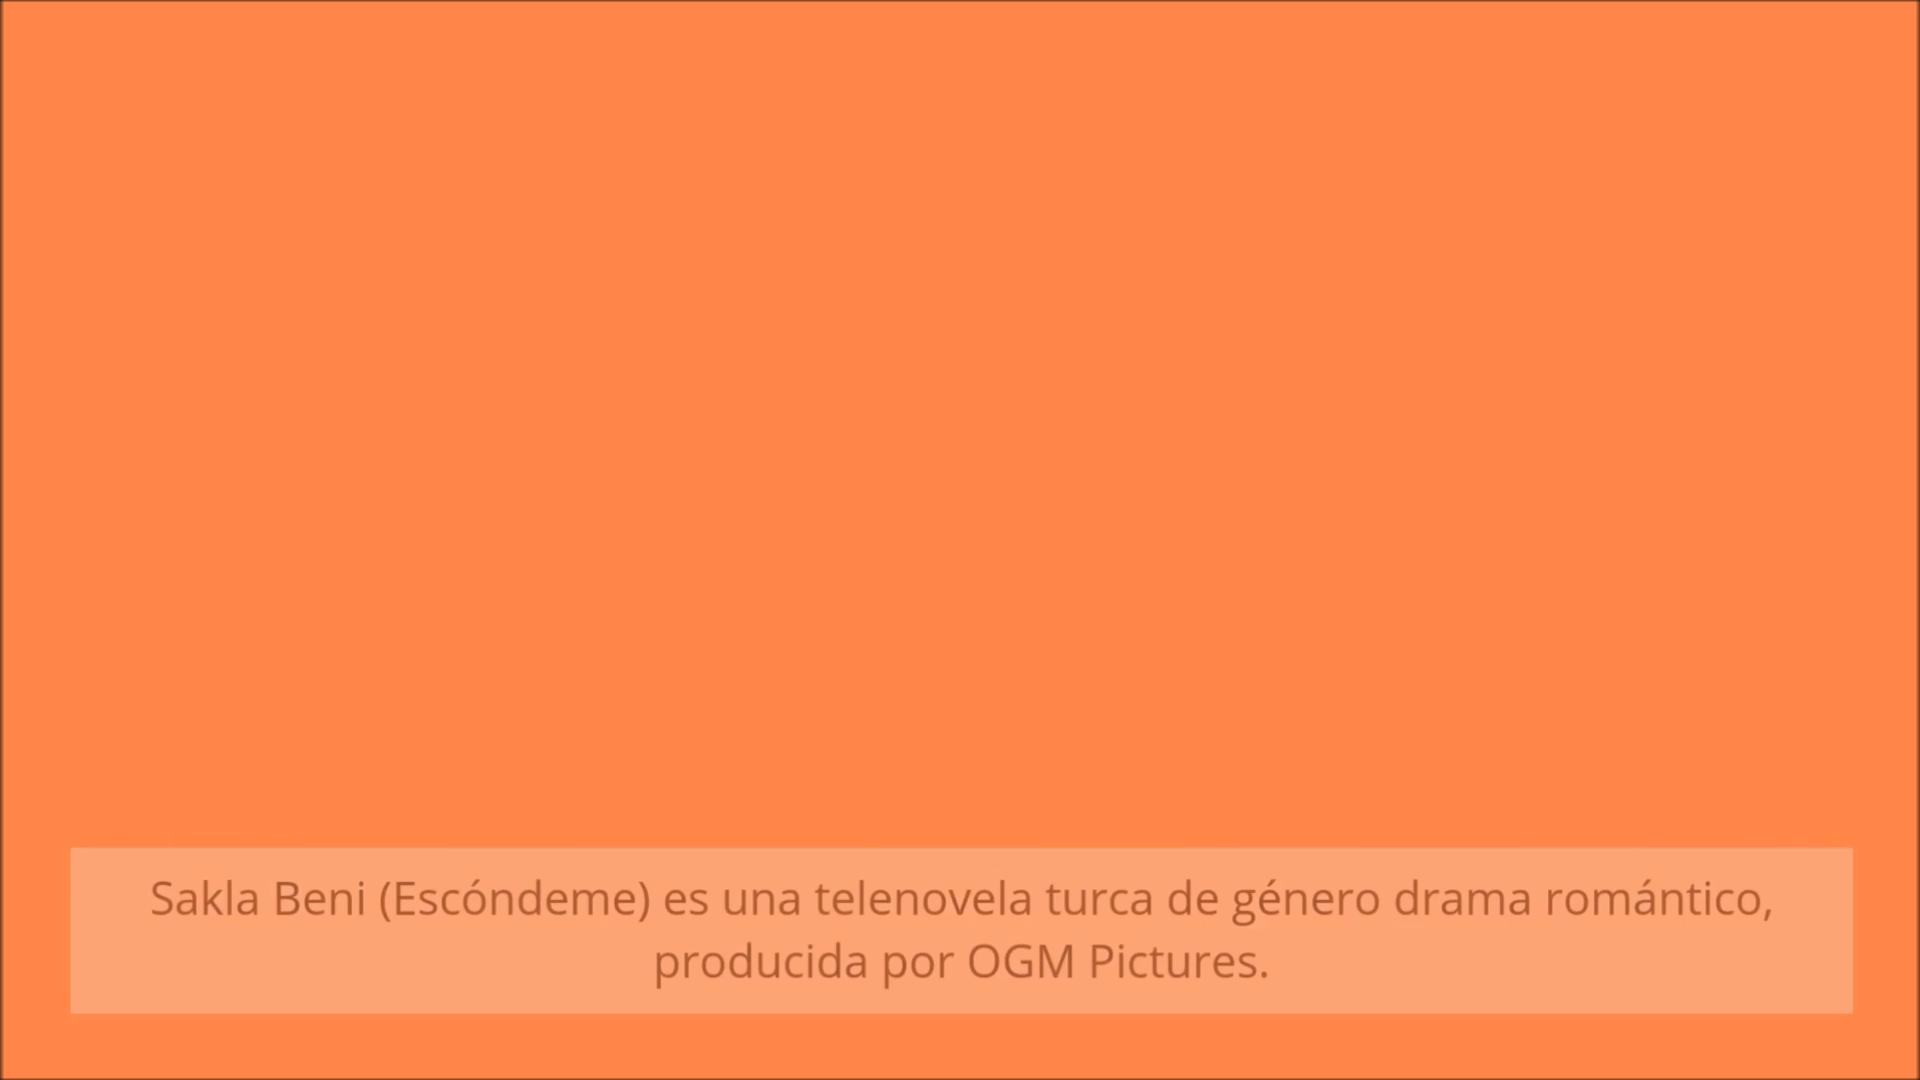 Sakla Beni (Escóndeme) es una telenovela turca de género drama romántico,
producida por OGM Pictures.